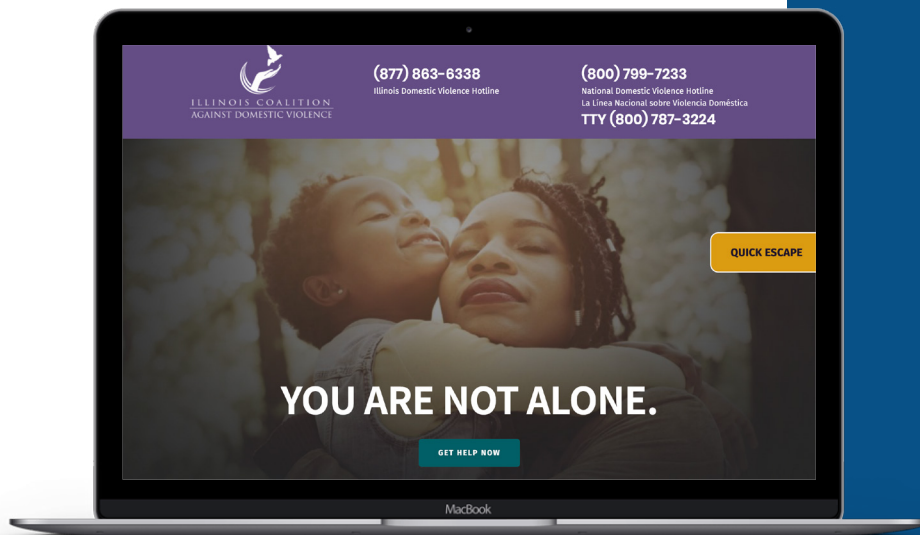 ILLINOIS COALITION
AGAINST DOMESTIC VIOLENCE
(877) 863-6338
Illinois Domestic Violence Hotline
(800) 799-7233
National Domestic Violence Hotline
La Línea Nacional sobre Violencia Doméstica
TTY (800) 787-3224
QUICK ESCAPE
YOU ARE NOT ALONE.
GET HELP NOW
MacBook